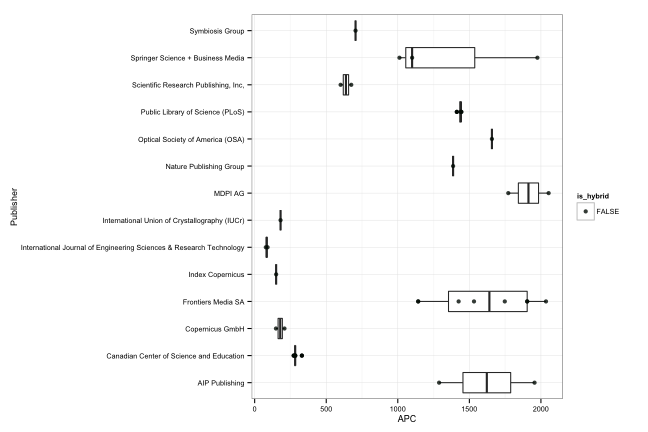 Symbiosis Group
Springer Science + Business Media
Scientific Research Publishing, Inc,
Public Library of Science (PLoS)
Optical Society of America (OSA)
Nature Publishing Group
MDPI AG
International Union of Crystallography (IUCr)
International Journal of Engineering Sciences & Research Technology
Index Copernicus
Frontiers Media SA
Copernicus GmbH
Canadian Center of Science and Education
AIP Publishing
Publisher
0 500 1000 1500 2000
APC
is_hybrid
FALSE